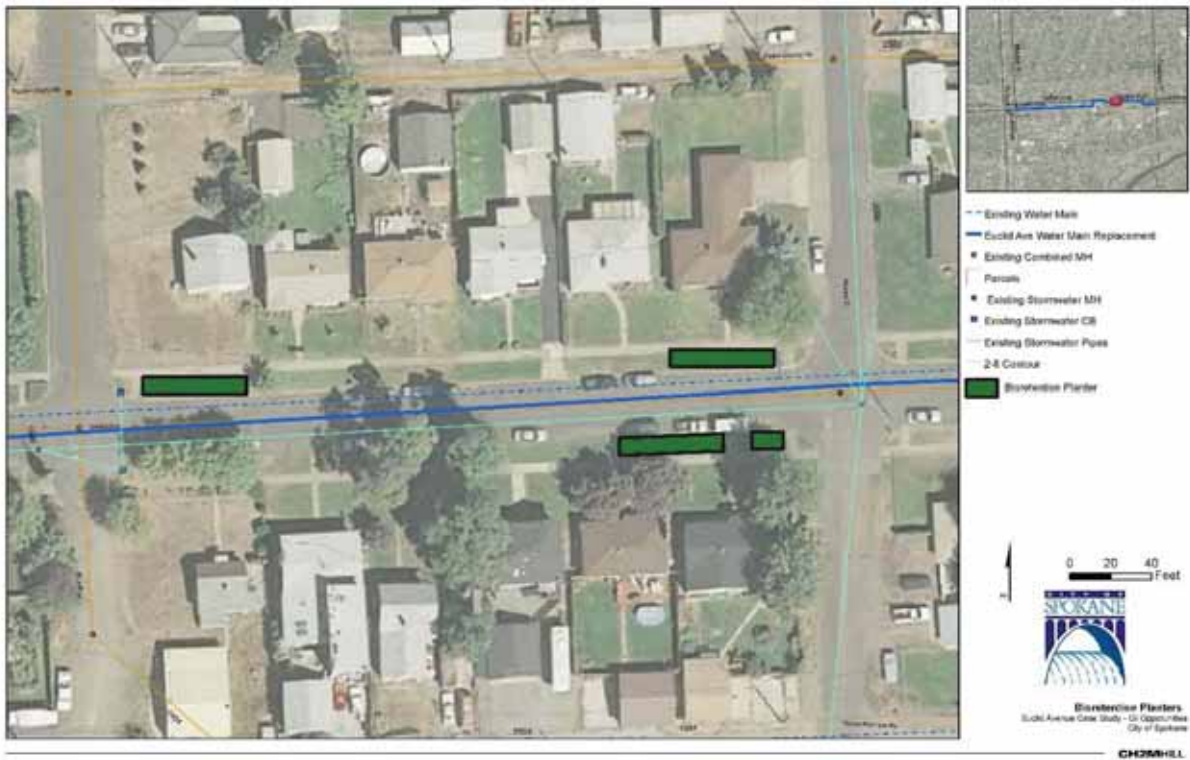 Existing Water Main
Euclid Ave Water Main Replacement
Existing Combined MH
Parcels
Existing Stormwater MH
Existing Stormwater CB
Existing Stormwater Pipes
2-ft Contour
Bioretention Planter
0 20 40
Feet
CITY OF
SPOKANE
Bioretention Planters
Euclid Avenue Case Study - GI Opportunities
City of Spokane
CH2MHILL